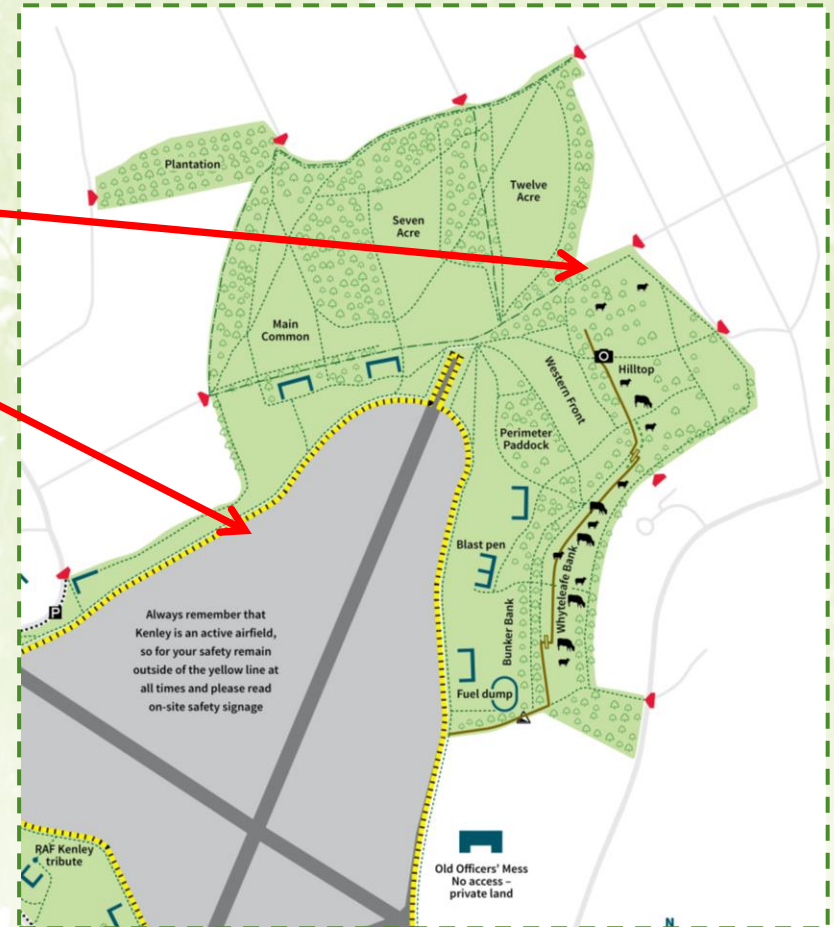 Plantation
Twelve
Acre
Seven
Acre
Main
Common
Western Front
Hilltop
Perimeter
Paddock
Blast pen
Whyteleafe Bank
Bunker Bank
Fuel dump
P
Always remember that
Kenley is an active airfield,
so for your safety remain
outside of the yellow line at
all times and please read
on-site safety signage
RAF Kenley
tribute
Old Officers' Mess
No access –
private land
N